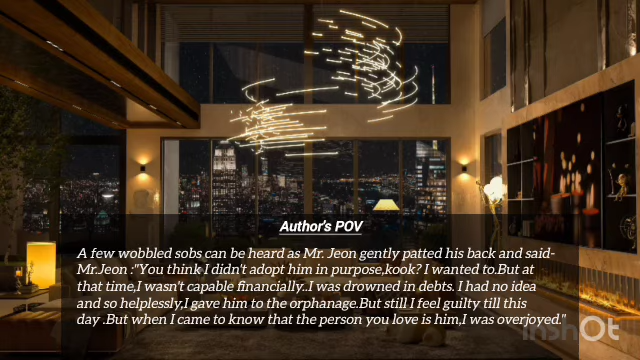 Author's POV
A few wobbled sobs can be heard as Mr. Jeon gently patted his back and said-
Mr.Jeon :"You think I didn't adopt him in purpose,kook? I wanted to.But at
that time,I wasn't capable financially..I was drowned in debts. I had no idea
and so helplessly,I gave him to the orphanage.But still I feel guilty till this
day .But when I came to know that the person you love is him,I was overjoyed."
InShOt